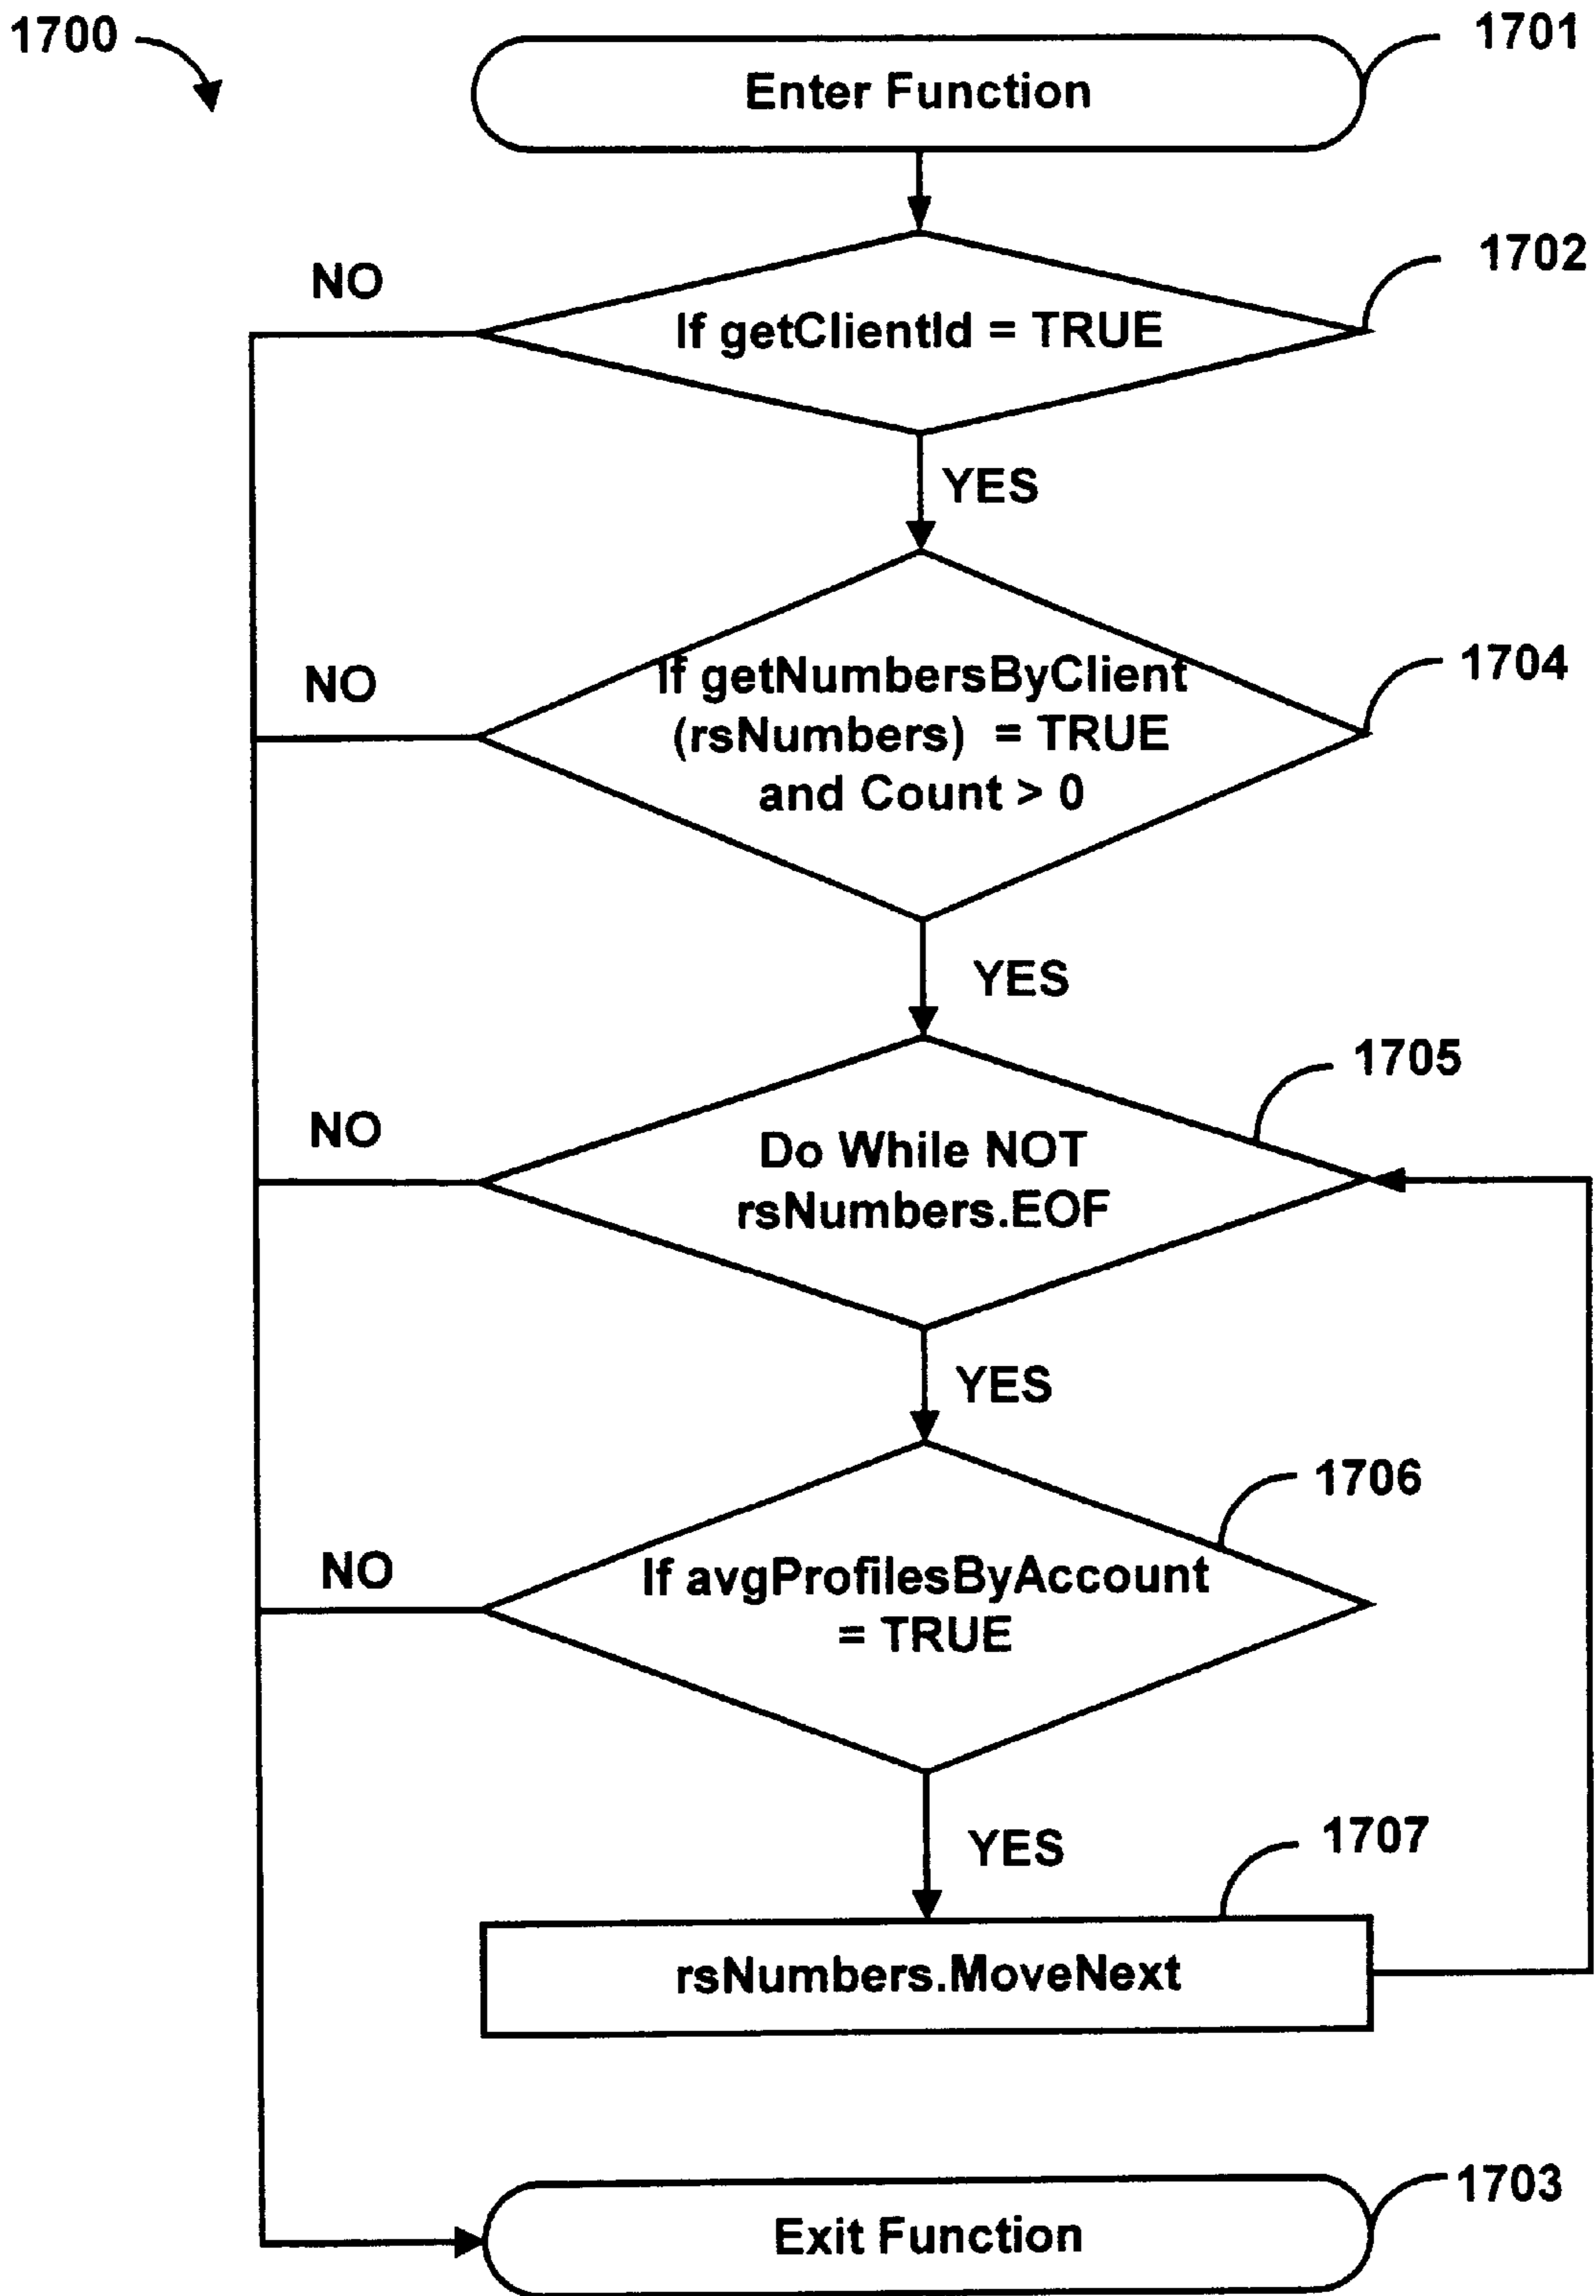 1700
1701
Enter Function
1702
NO
If getClientId = TRUE
YES
1704
NO
If getNumbersByClient
(rsNumbers) = TRUE
and Count > 0
YES
1705
NO
Do While NOT
rsNumbers.EOF
YES
1706
NO
If avgProfilesByAccount
= TRUE
YES
1707
rsNumbers.MoveNext
1703
Exit Function